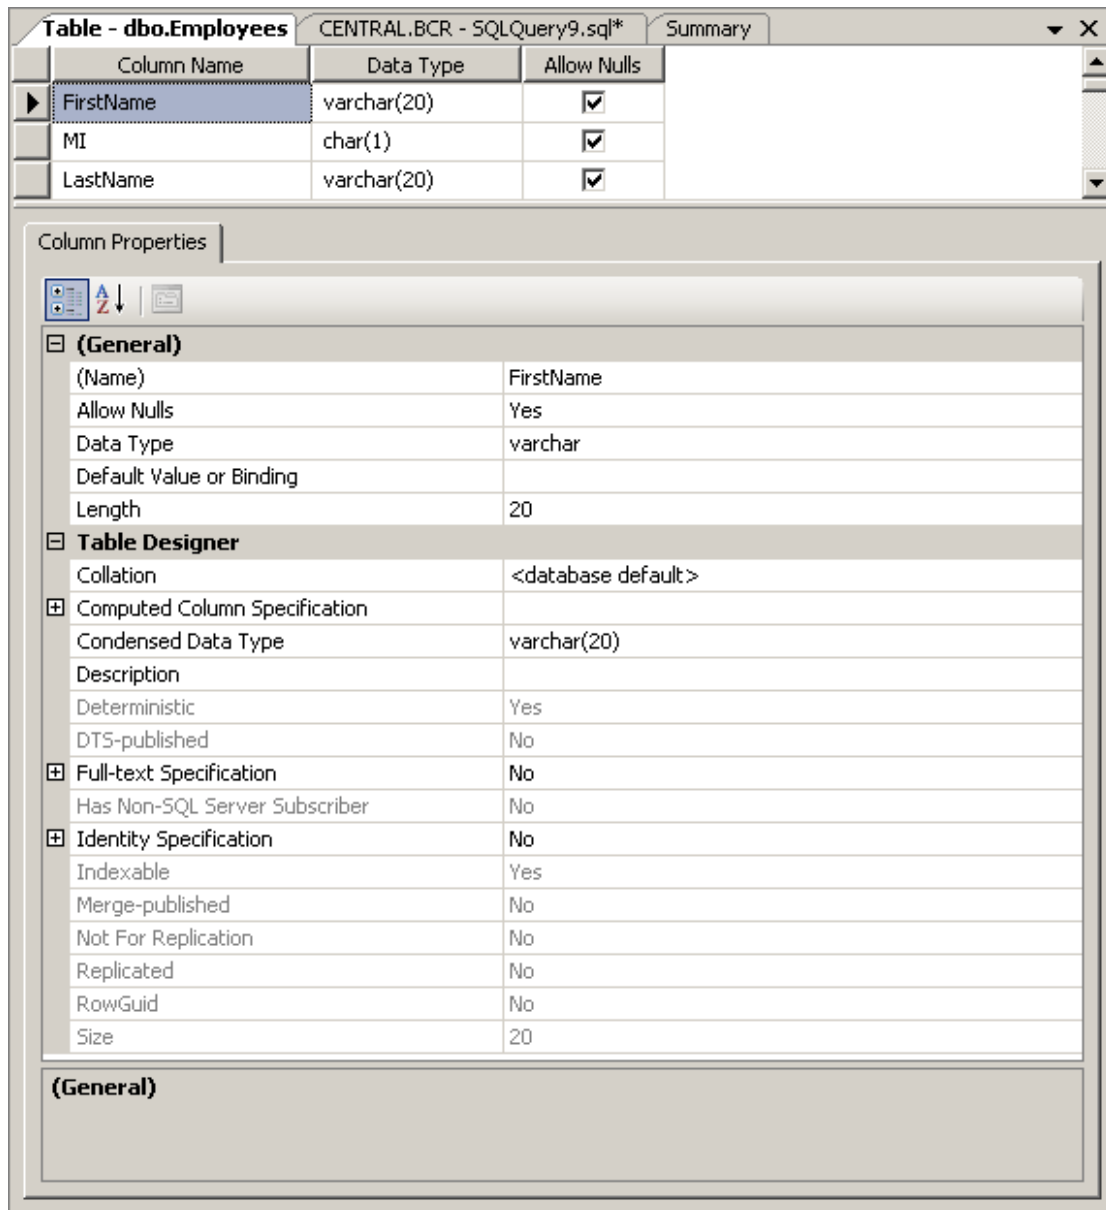 Table - dbo.Employees CENTRAL.BCR - SQLQuery9.sql* Summary
Column Name Data Type Allow Nulls
FirstName varchar(20)
MI char(1)
LastName varchar(20)
Column Properties
(General)
(Name) FirstName
Allow Nulls Yes
Data Type varchar
Default Value or Binding
Length 20
Table Designer
Collation <database default>
Computed Column Specification
Condensed Data Type varchar(20)
Description
Deterministic Yes
DTS-published No
Full-text Specification No
Has Non-SQL Server Subscriber No
Identity Specification No
Indexable Yes
Merge-published No
Not For Replication No
Replicated No
RowGuid No
Size 20
(General)